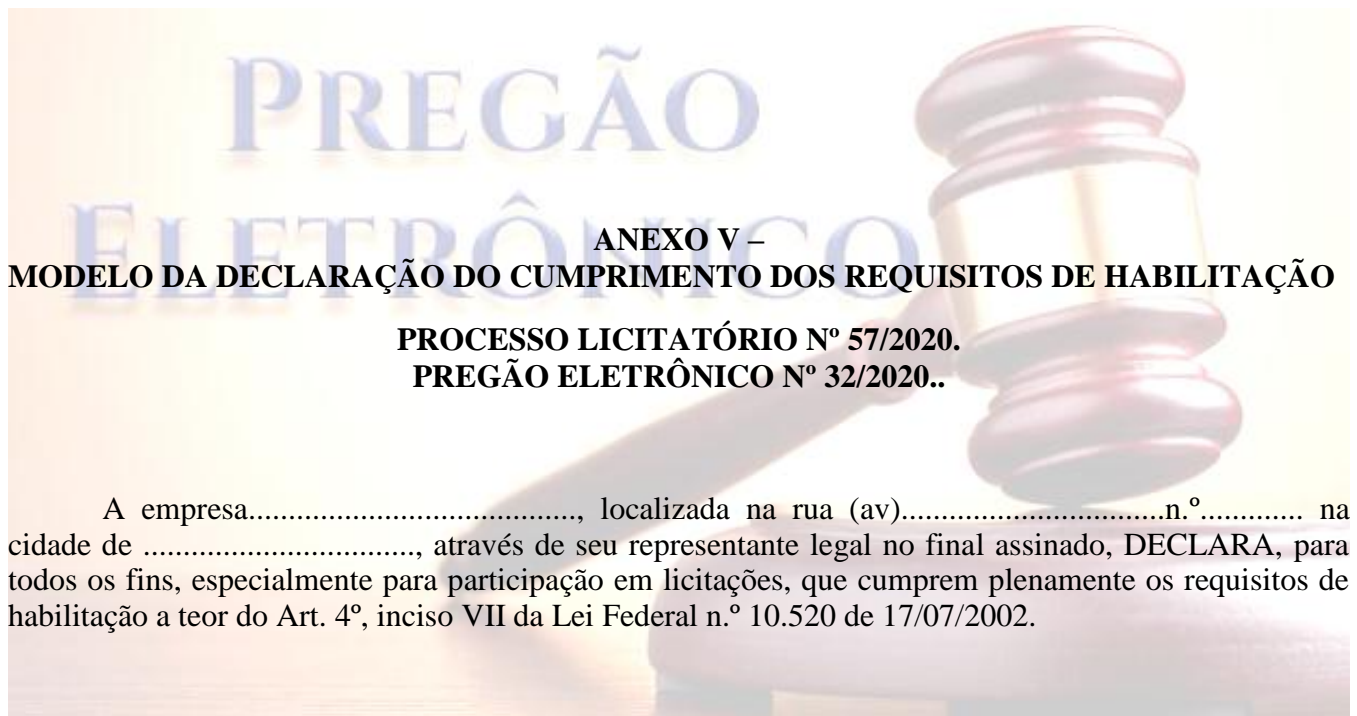 PREGÃO
ELETRÔNICO
ANEXO V –
MODELO DA DECLARAÇÃO DO CUMPRIMENTO DOS REQUISITOS DE HABILITAÇÃO
PROCESSO LICITATÓRIO Nº 57/2020.
PREGÃO ELETRÔNICO Nº 32/2020..
A empresa........................................., localizada na rua (av).................................n.º............. na
cidade de .................................., através de seu representante legal no final assinado, DECLARA, para
todos os fins, especialmente para participação em licitações, que cumprem plenamente os requisitos de
habilitação a teor do Art. 4º, inciso VII da Lei Federal n.º 10.520 de 17/07/2002.